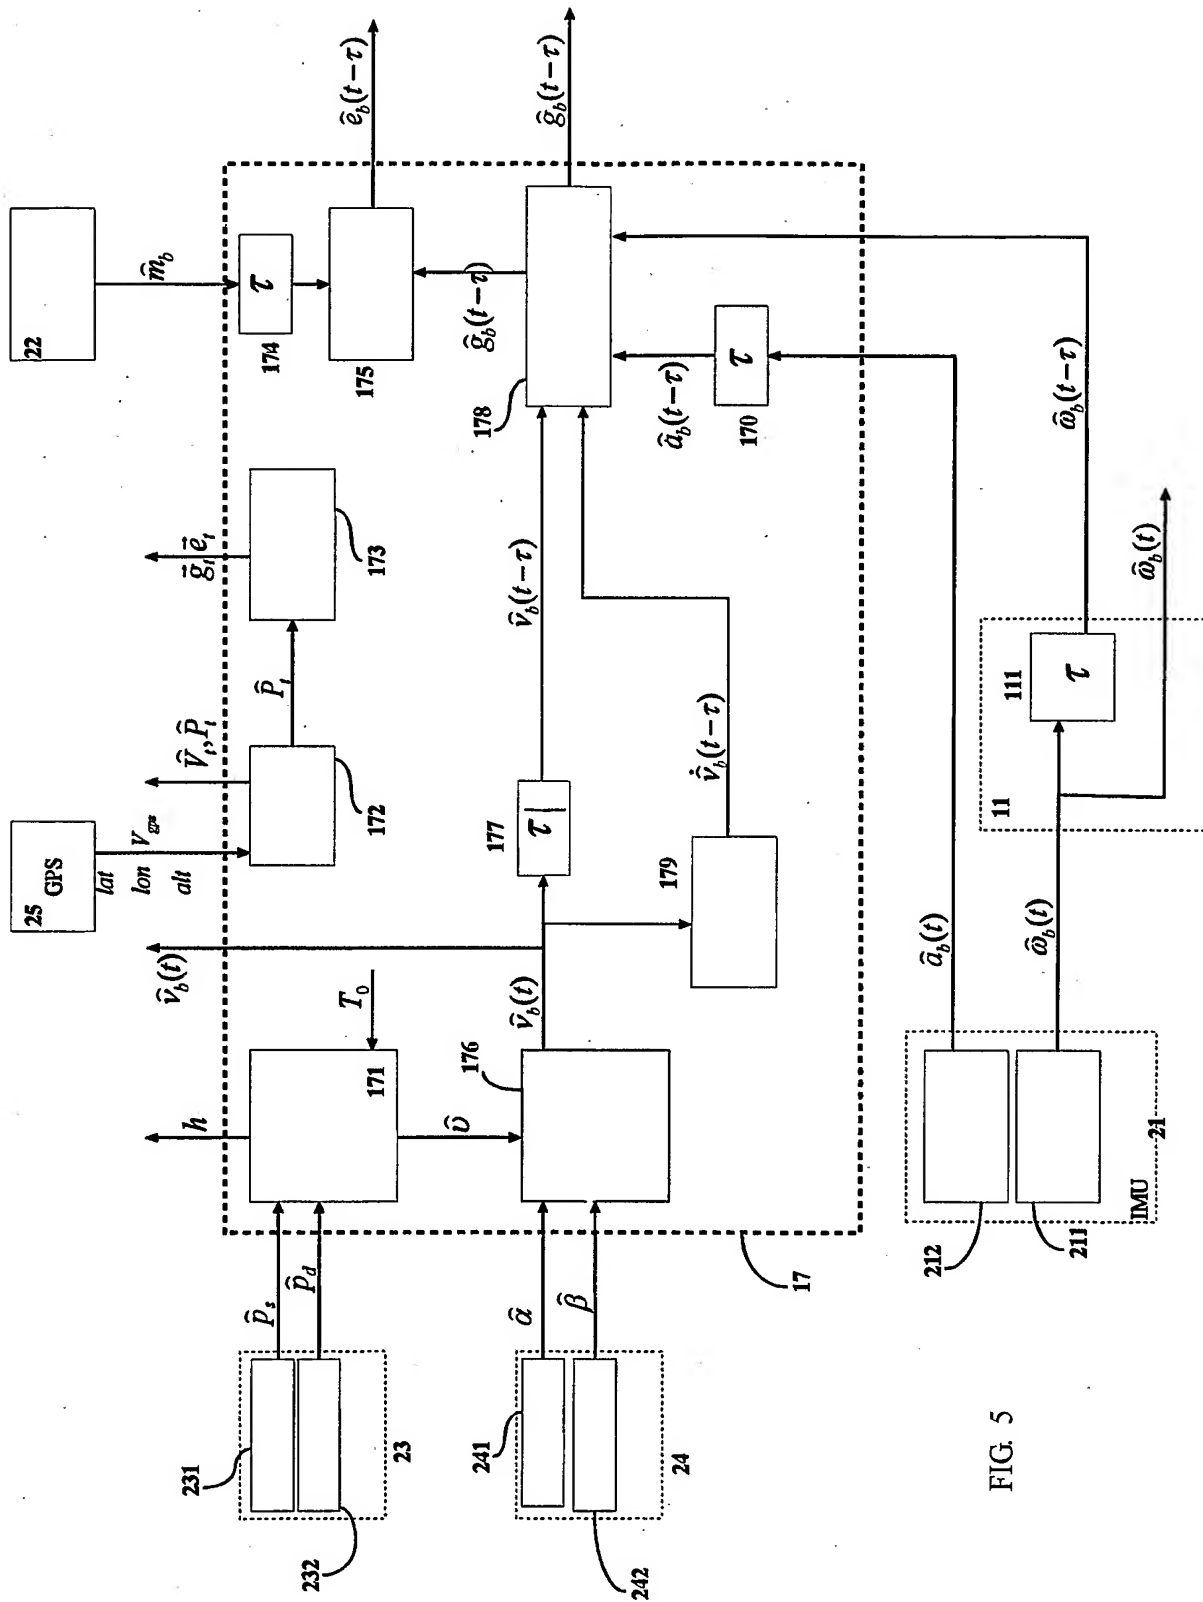 22
m̂_b
τ
174
175
ê_b(t−τ)
ĝ_b(t−τ)
ĝ_b(t−τ)
178
â_b(t−τ)
τ
170
ω̂_b(t−τ)
g⃗_t e⃗_t
173
P̂_t
V̂_t, P̂_t
172
25
GPS
lat
lon
alt
V_gps
v̂_b(t−τ)
177
τ
179
v̇̂_b(t−τ)
v̂_b(t)
T_0
v̂_b(t)
176
171
h
υ̂
p̂_s
p̂_d
α̂
β̂
17
231
232
23
241
242
24
111
τ
11
ω̂_b(t)
â_b(t)
ω̂_b(t)
212
211
IMU
21
FIG. 5